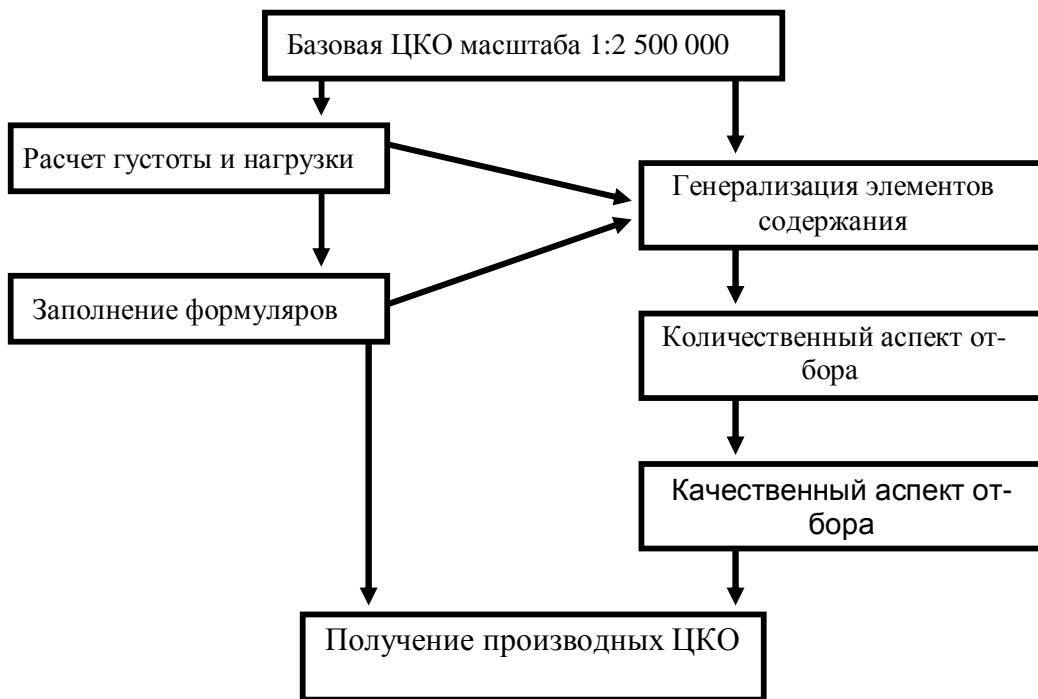 Базовая ЦКО масштаба 1:2 500 000
Расчет густоты и нагрузки
Генерализация элементов
содержания
Заполнение формуляров
Количественный аспект от-
бора
Качественный аспект от-
бора
Получение производных ЦКО